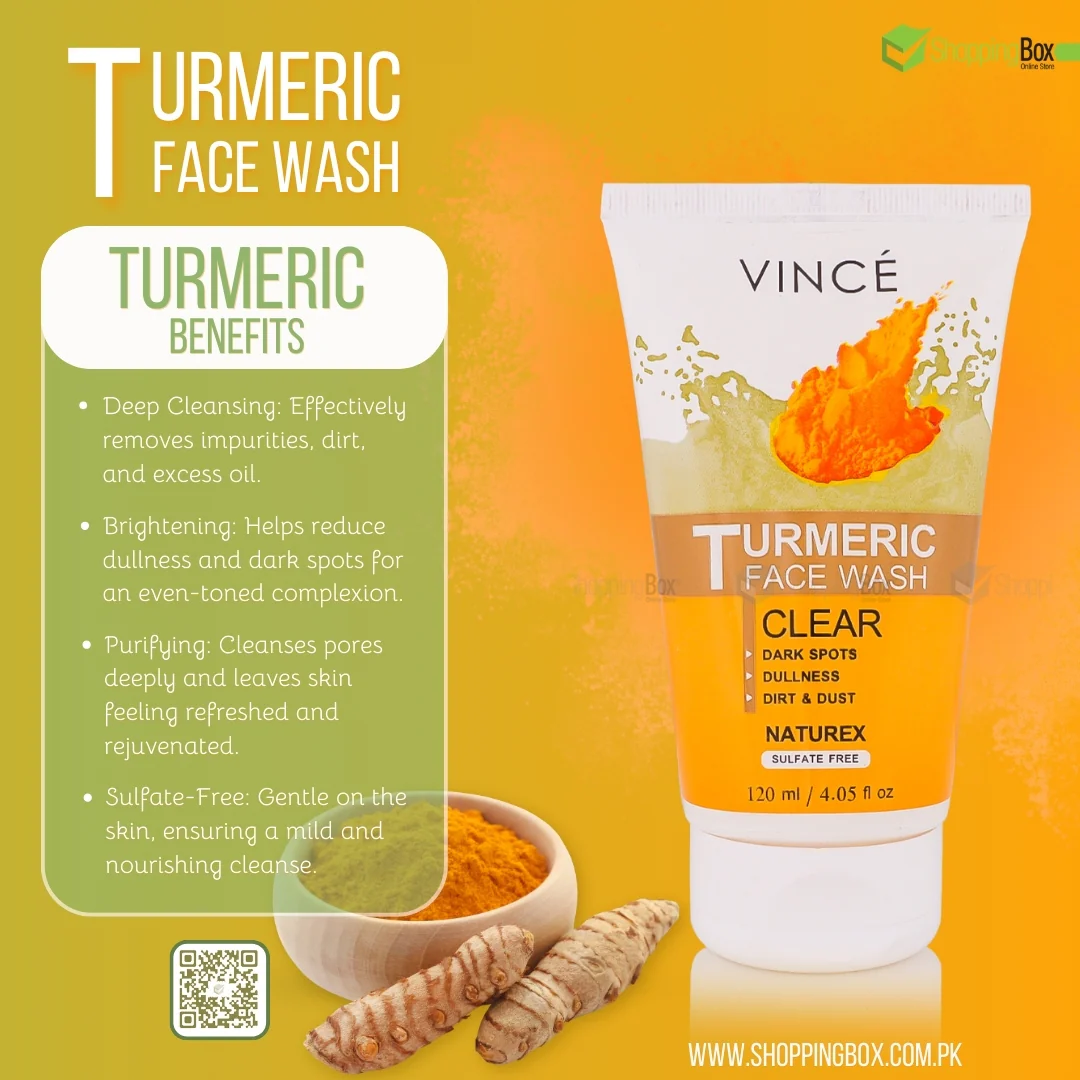 TURMERIC
FACE WASH
ShoppingBox
Online Store
TURMERIC
BENEFITS
• Deep Cleansing: Effectively
removes impurities, dirt,
and excess oil.
• Brightening: Helps reduce
dullness and dark spots for
an even-toned complexion.
• Purifying: Cleanses pores
deeply and leaves skin
feeling refreshed and
rejuvenated.
• Sulfate-Free: Gentle on the
skin, ensuring a mild and
nourishing cleanse.
VINCÉ
TURMERIC
FACE WASH
CLEAR
DARK SPOTS
DULLNESS
DIRT & DUST
NATUREX
SULFATE FREE
120 ml / 4.05 fl oz
WWW.SHOPPINGBOX.COM.PK